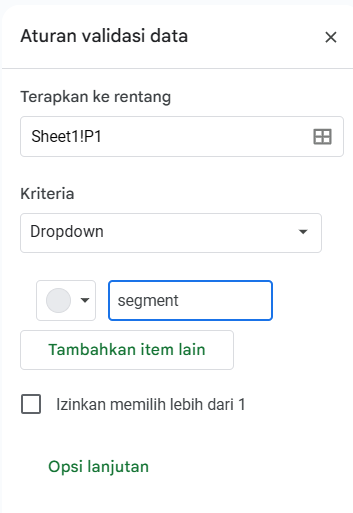 Aturan validasi data
Terapkan ke rentang
Sheet1!P1
Kriteria
Dropdown
segment
Tambahkan item lain
Izinkan memilih lebih dari 1
Opsi lanjutan